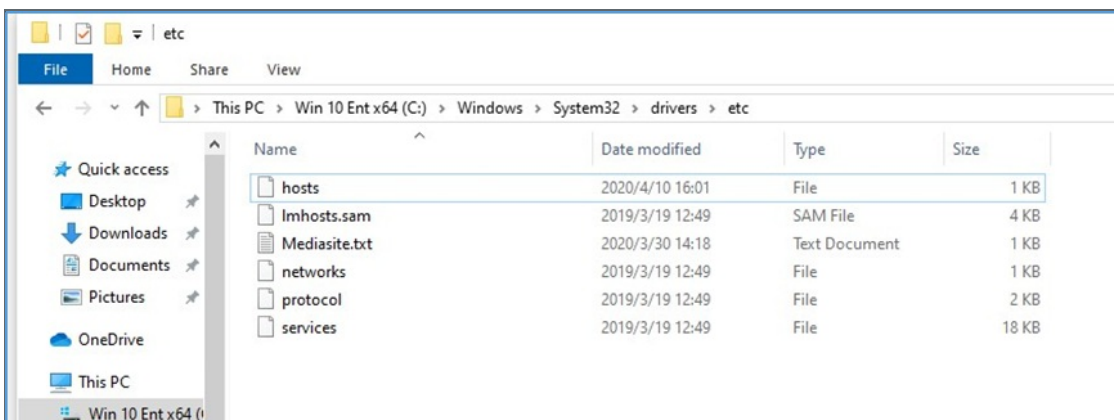 etc
File Home Share View
This PC > Win 10 Ent x64 (C:) > Windows > System32 > drivers > etc
Name Date modified Type Size
Quick access
Desktop
Downloads
Documents
Pictures
OneDrive
This PC
Win 10 Ent x64 (
hosts 2020/4/10 16:01 File 1 KB
lmhosts.sam 2019/3/19 12:49 SAM File 4 KB
Mediasite.txt 2020/3/30 14:18 Text Document 1 KB
networks 2019/3/19 12:49 File 1 KB
protocol 2019/3/19 12:49 File 2 KB
services 2019/3/19 12:49 File 18 KB